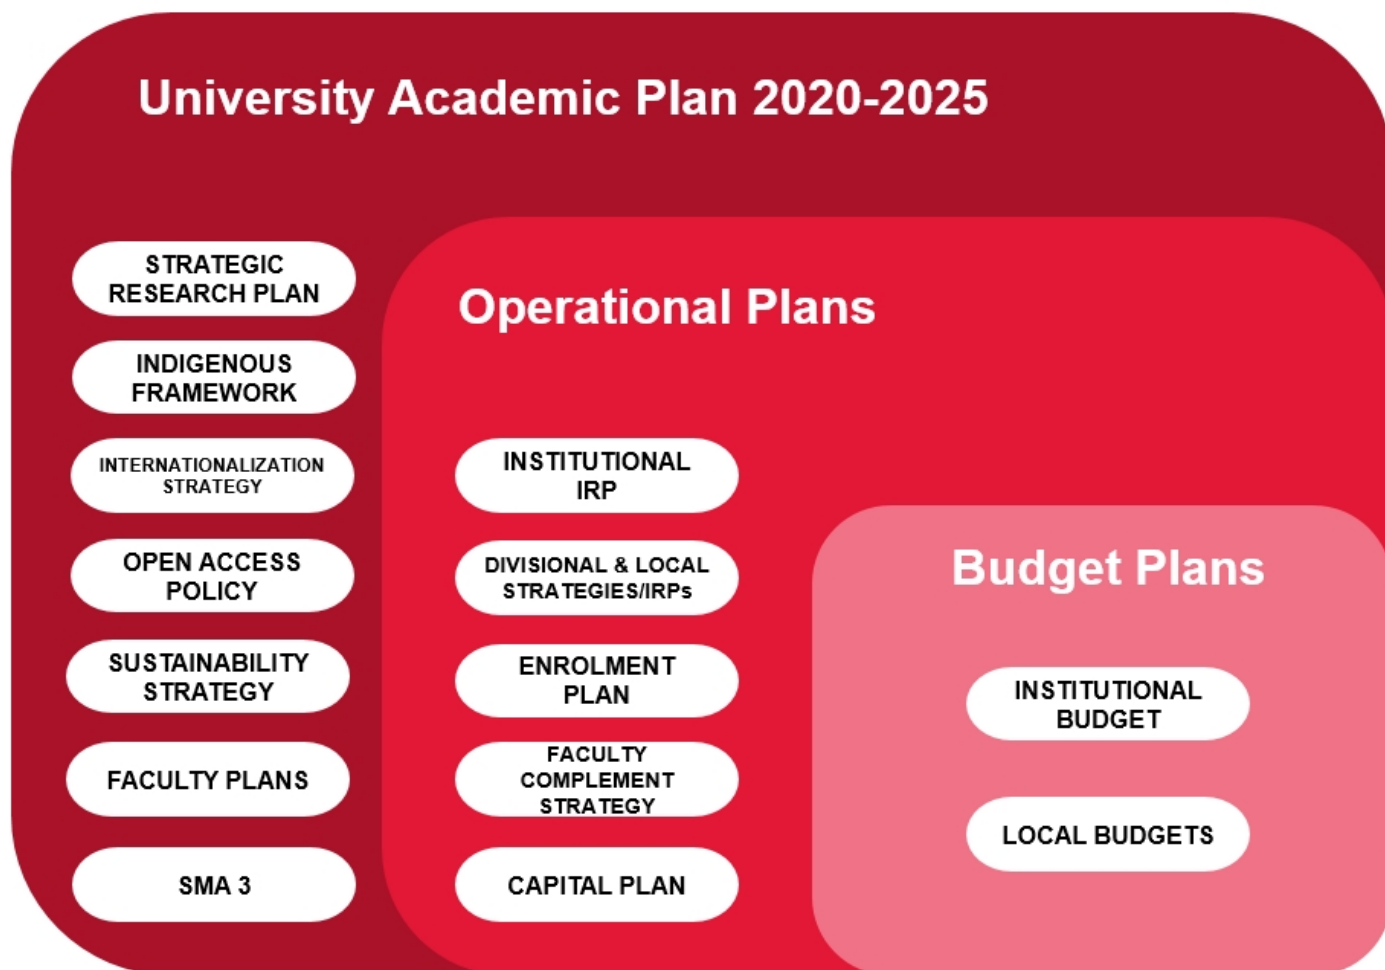 University Academic Plan 2020-2025
STRATEGIC
RESEARCH PLAN
INDIGENOUS
FRAMEWORK
INTERNATIONALIZATION
STRATEGY
OPEN ACCESS
POLICY
SUSTAINABILITY
STRATEGY
FACULTY PLANS
SMA 3
Operational Plans
INSTITUTIONAL
IRP
DIVISIONAL & LOCAL
STRATEGIES/IRPs
ENROLMENT
PLAN
FACULTY
COMPLEMENT
STRATEGY
CAPITAL PLAN
Budget Plans
INSTITUTIONAL
BUDGET
LOCAL BUDGETS